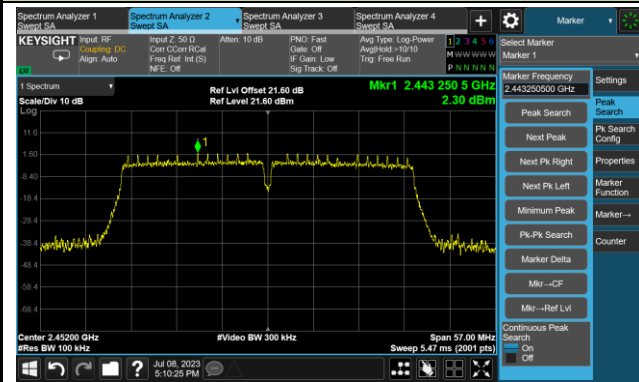 Spectrum Analyzer 1
Swept SA
Spectrum Analyzer 2
Swept SA
Spectrum Analyzer 3
Swept SA
Spectrum Analyzer 4
Swept SA
+
Marker
KEYSIGHT
Input: RF
Coupling: DC
Align: Auto
Input Z: 50 Ω
Corr CCorr RCal
Freq Ref: Int (S)
NFE: Off
Atten: 10 dB
PNO: Fast
Gate: Off
IF Gain: Low
Sig Track: Off
Avg Type: Log-Power
Avg|Hold:>10/10
Trig: Free Run
1 2 3 4 5 6
M W W W W W
P N N N N N
Select Marker
Marker 1
1 Spectrum
Scale/Div 10 dB
Log
Ref Lvl Offset 21.60 dB
Ref Level 21.60 dBm
Mkr1 2.443 250 5 GHz
2.30 dBm
11.6
1.60
-8.40
-18.4
-28.4
-38.4
-48.4
-58.4
-68.4
1
Center 2.45200 GHz
#Res BW 100 kHz
#Video BW 300 kHz
Span 57.00 MHz
Sweep 5.47 ms (2001 pts)
Marker Frequency
2.443250500 GHz
Peak Search
Next Peak
Next Pk Right
Next Pk Left
Minimum Peak
Pk-Pk Search
Marker Delta
Mkr→CF
Mkr→Ref Lvl
Continuous Peak
Search
On
Off
Settings
Peak
Search
Pk Search
Config
Properties
Marker
Function
Marker→
Counter
?
Jul 08, 2023
5:10:25 PM